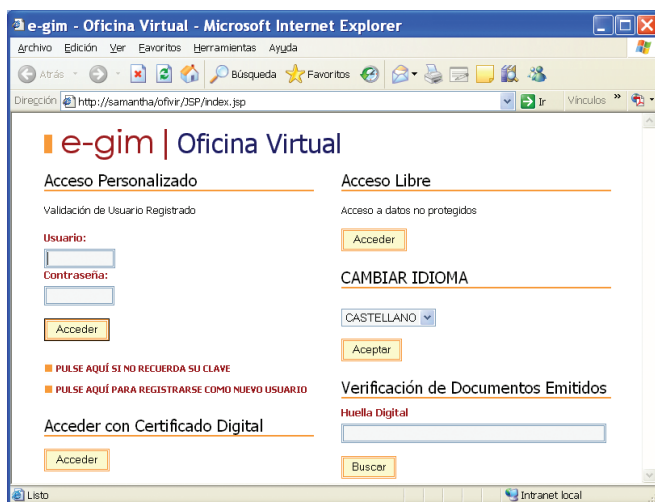 e-gim - Oficina Virtual - Microsoft Internet Explorer
Archivo Edición Ver Favoritos Herramientas Ayuda
Atrás Búsqueda Favoritos
Dirección http://samantha/ofivir/JSP/index.jsp Ir Vínculos »
e-gim | Oficina Virtual
Acceso Personalizado
Validación de Usuario Registrado
Usuario:
Contraseña:
Acceder
PULSE AQUÍ SI NO RECUERDA SU CLAVE
PULSE AQUÍ PARA REGISTRARSE COMO NUEVO USUARIO
Acceder con Certificado Digital
Acceder
Acceso Libre
Acceso a datos no protegidos
Acceder
CAMBIAR IDIOMA
CASTELLANO
Aceptar
Verificación de Documentos Emitidos
Huella Digital
Buscar
Listo Intranet local